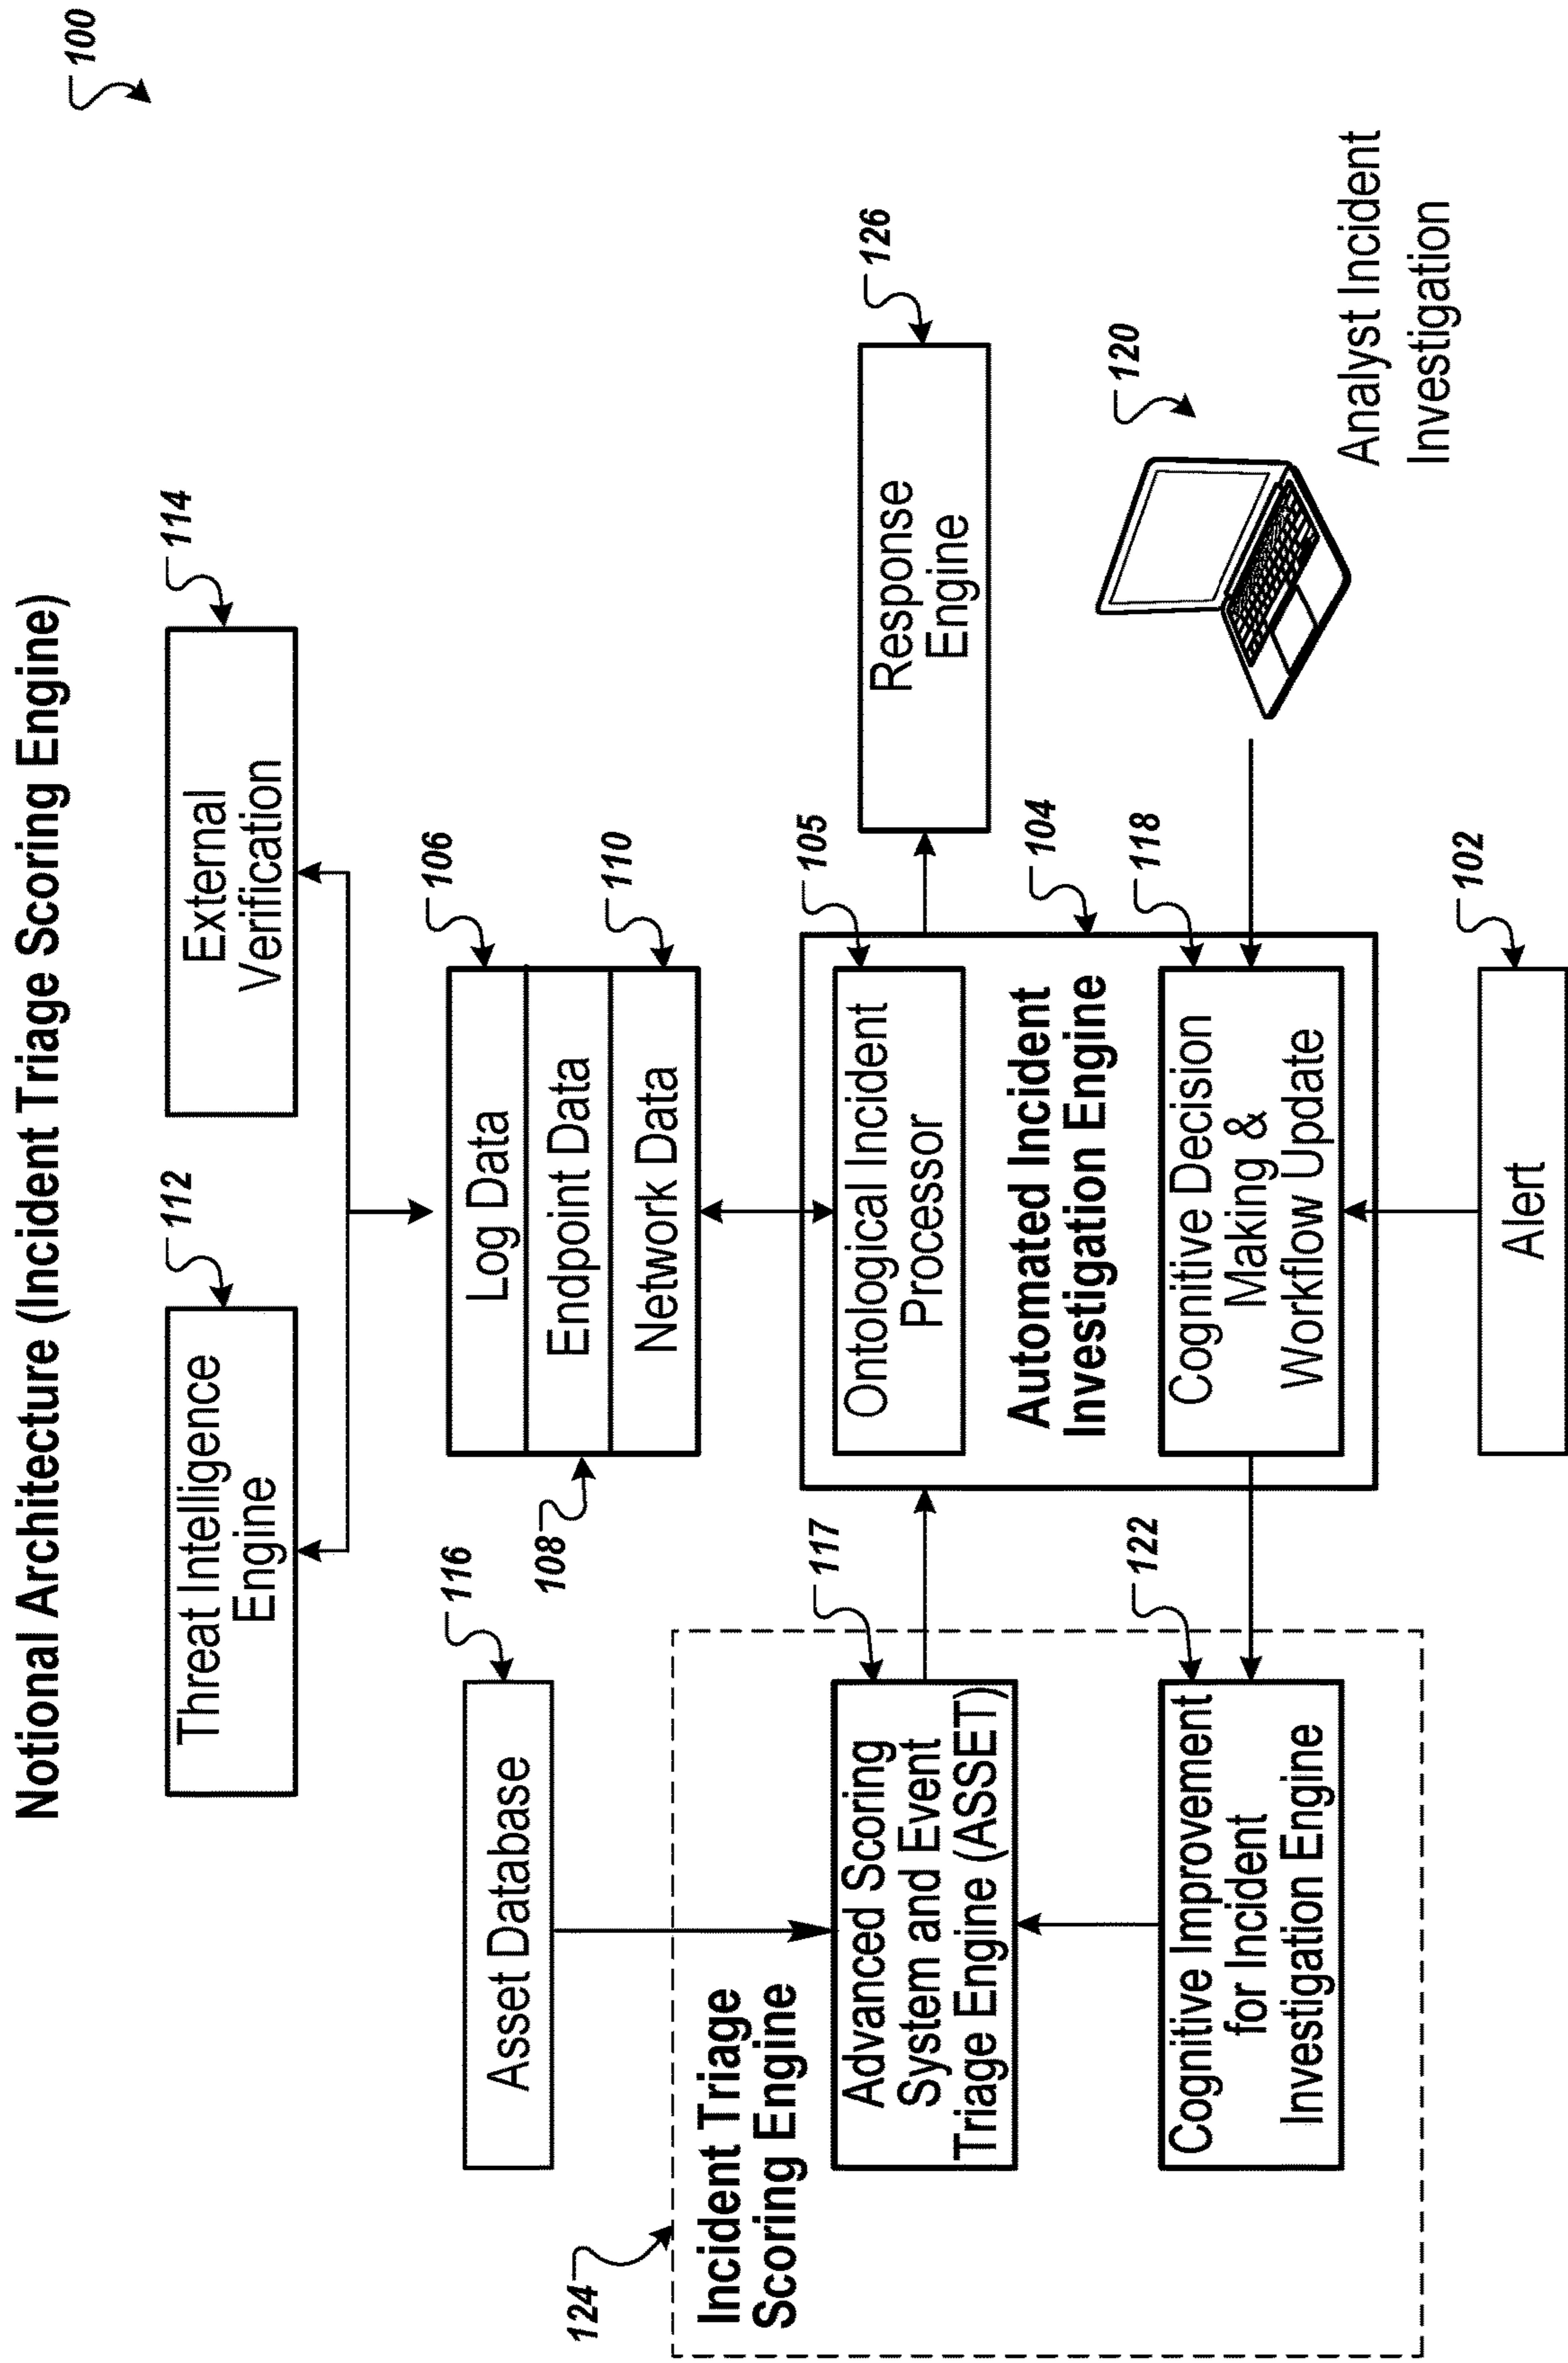 Notional Architecture (Incident Triage Scoring Engine)
100
112
Threat Intelligence
Engine
114
External
Verification
116
Asset Database
106
Log Data
108
Endpoint Data
110
Network Data
124
Incident Triage
Scoring Engine
117
Advanced Scoring
System and Event
Triage Engine (ASSET)
105
Ontological Incident
Processor
126
Response
Engine
104
Automated Incident
Investigation Engine
122
Cognitive Improvement
for Incident
Investigation Engine
118
Cognitive Decision
Making &
Workflow Update
120
Analyst Incident
Investigation
102
Alert